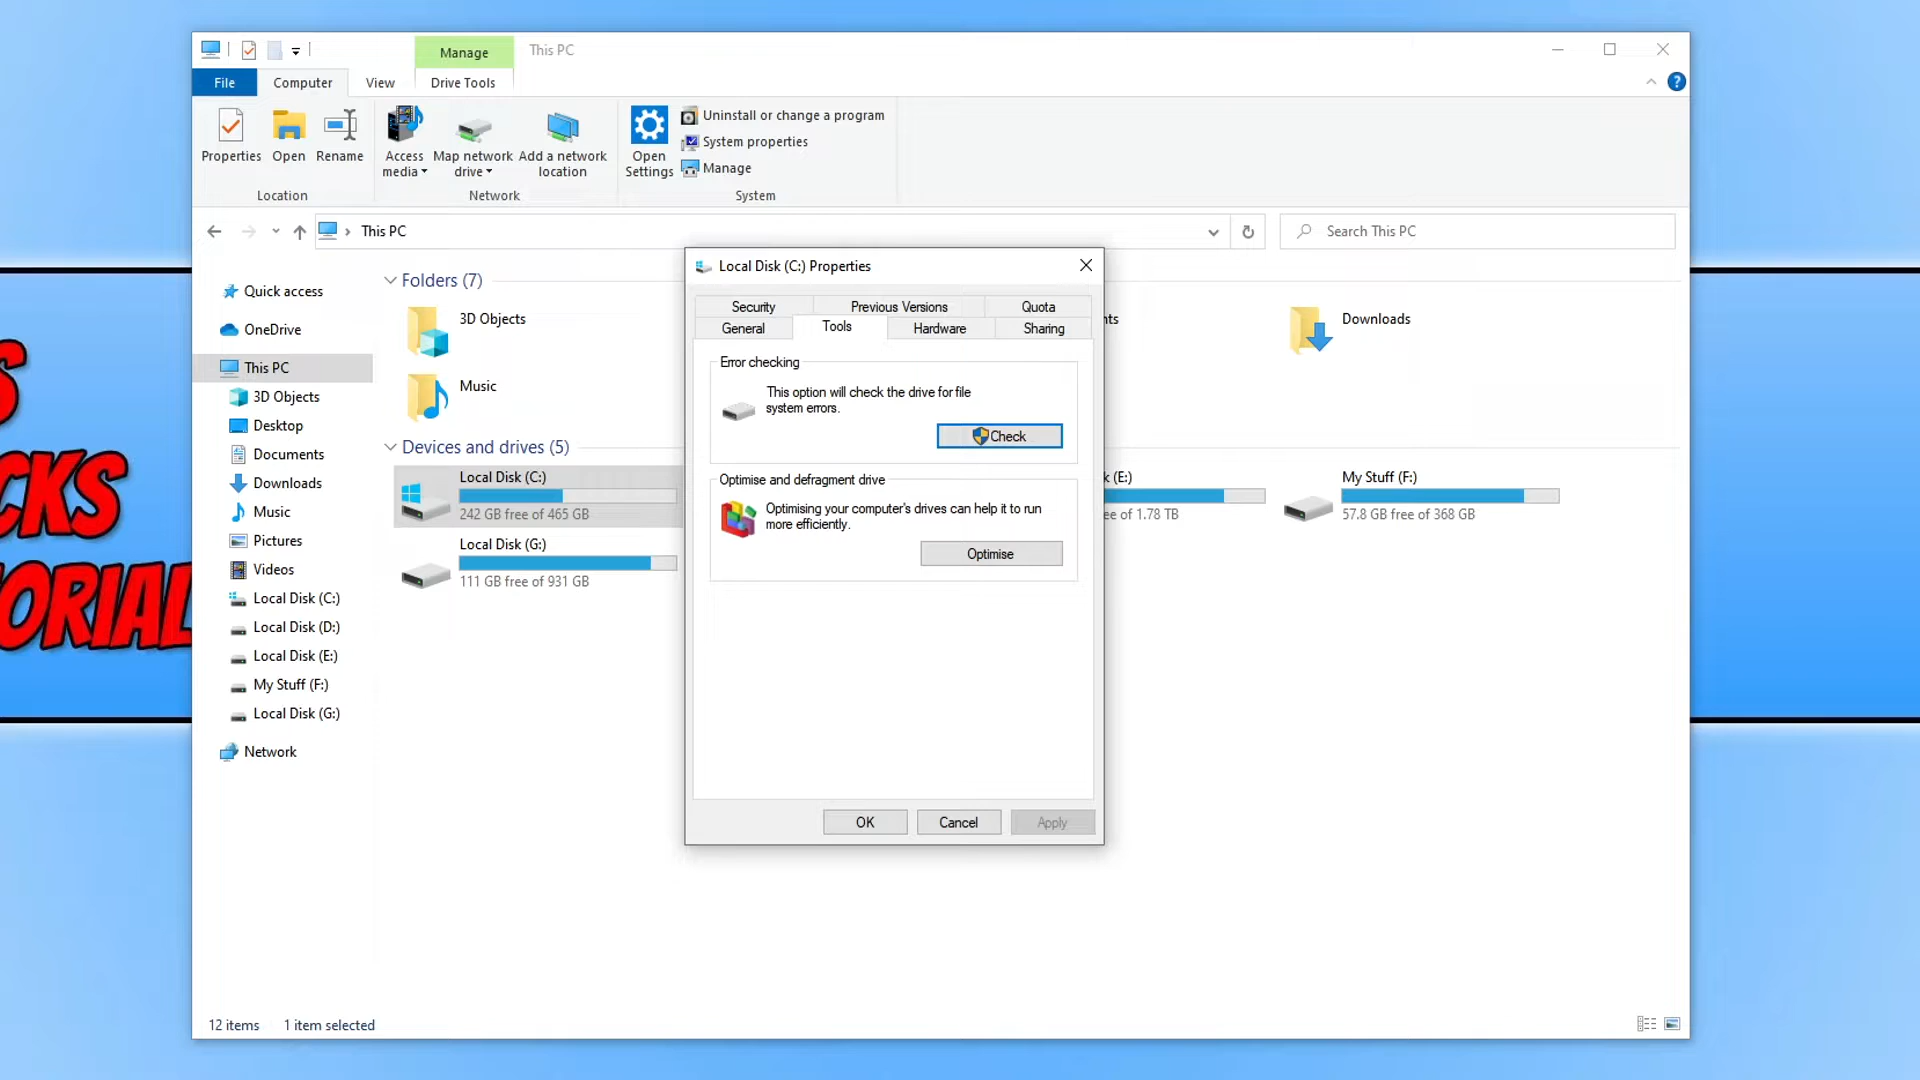 Manage
This PC
File
Computer
View
Drive Tools
Properties
Open
Rename
Access media
Map network drive
Add a network location
Open Settings
Uninstall or change a program
System properties
Manage
Location
Network
System
This PC
Search This PC
Quick access
OneDrive
This PC
3D Objects
Desktop
Documents
Downloads
Music
Pictures
Videos
Local Disk (C:)
Local Disk (D:)
Local Disk (E:)
My Stuff (F:)
Local Disk (G:)
Network
Folders (7)
3D Objects
nts
Downloads
Music
Devices and drives (5)
Local Disk (C:)
242 GB free of 465 GB
k (E:)
ee of 1.78 TB
My Stuff (F:)
57.8 GB free of 368 GB
Local Disk (G:)
111 GB free of 931 GB
Local Disk (C:) Properties
Security
Previous Versions
Quota
General
Tools
Hardware
Sharing
Error checking
This option will check the drive for file
system errors.
Check
Optimise and defragment drive
Optimising your computer's drives can help it to run
more efficiently.
Optimise
OK
Cancel
Apply
12 items
1 item selected
S
CKS
ORIAL